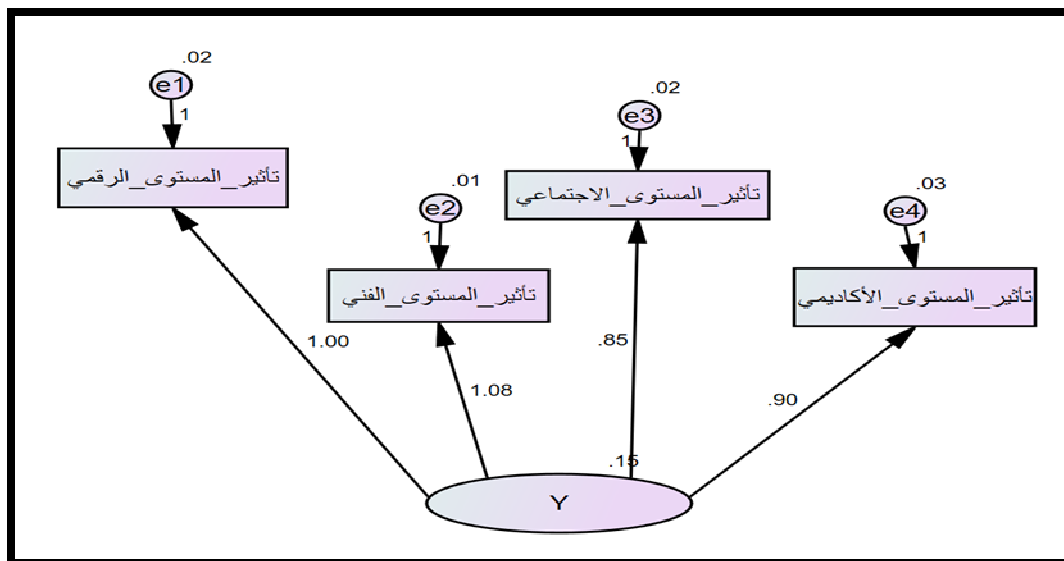 .02
e1
1
تأثير_المستوى_الرقمي
.02
e3
1
تأثير_المستوى_الاجتماعي
.01
e2
1
تأثير_المستوى_الفني
.03
e4
1
تأثير_المستوى_الأكاديمي
1.00
1.08
.85
.90
.15
Y